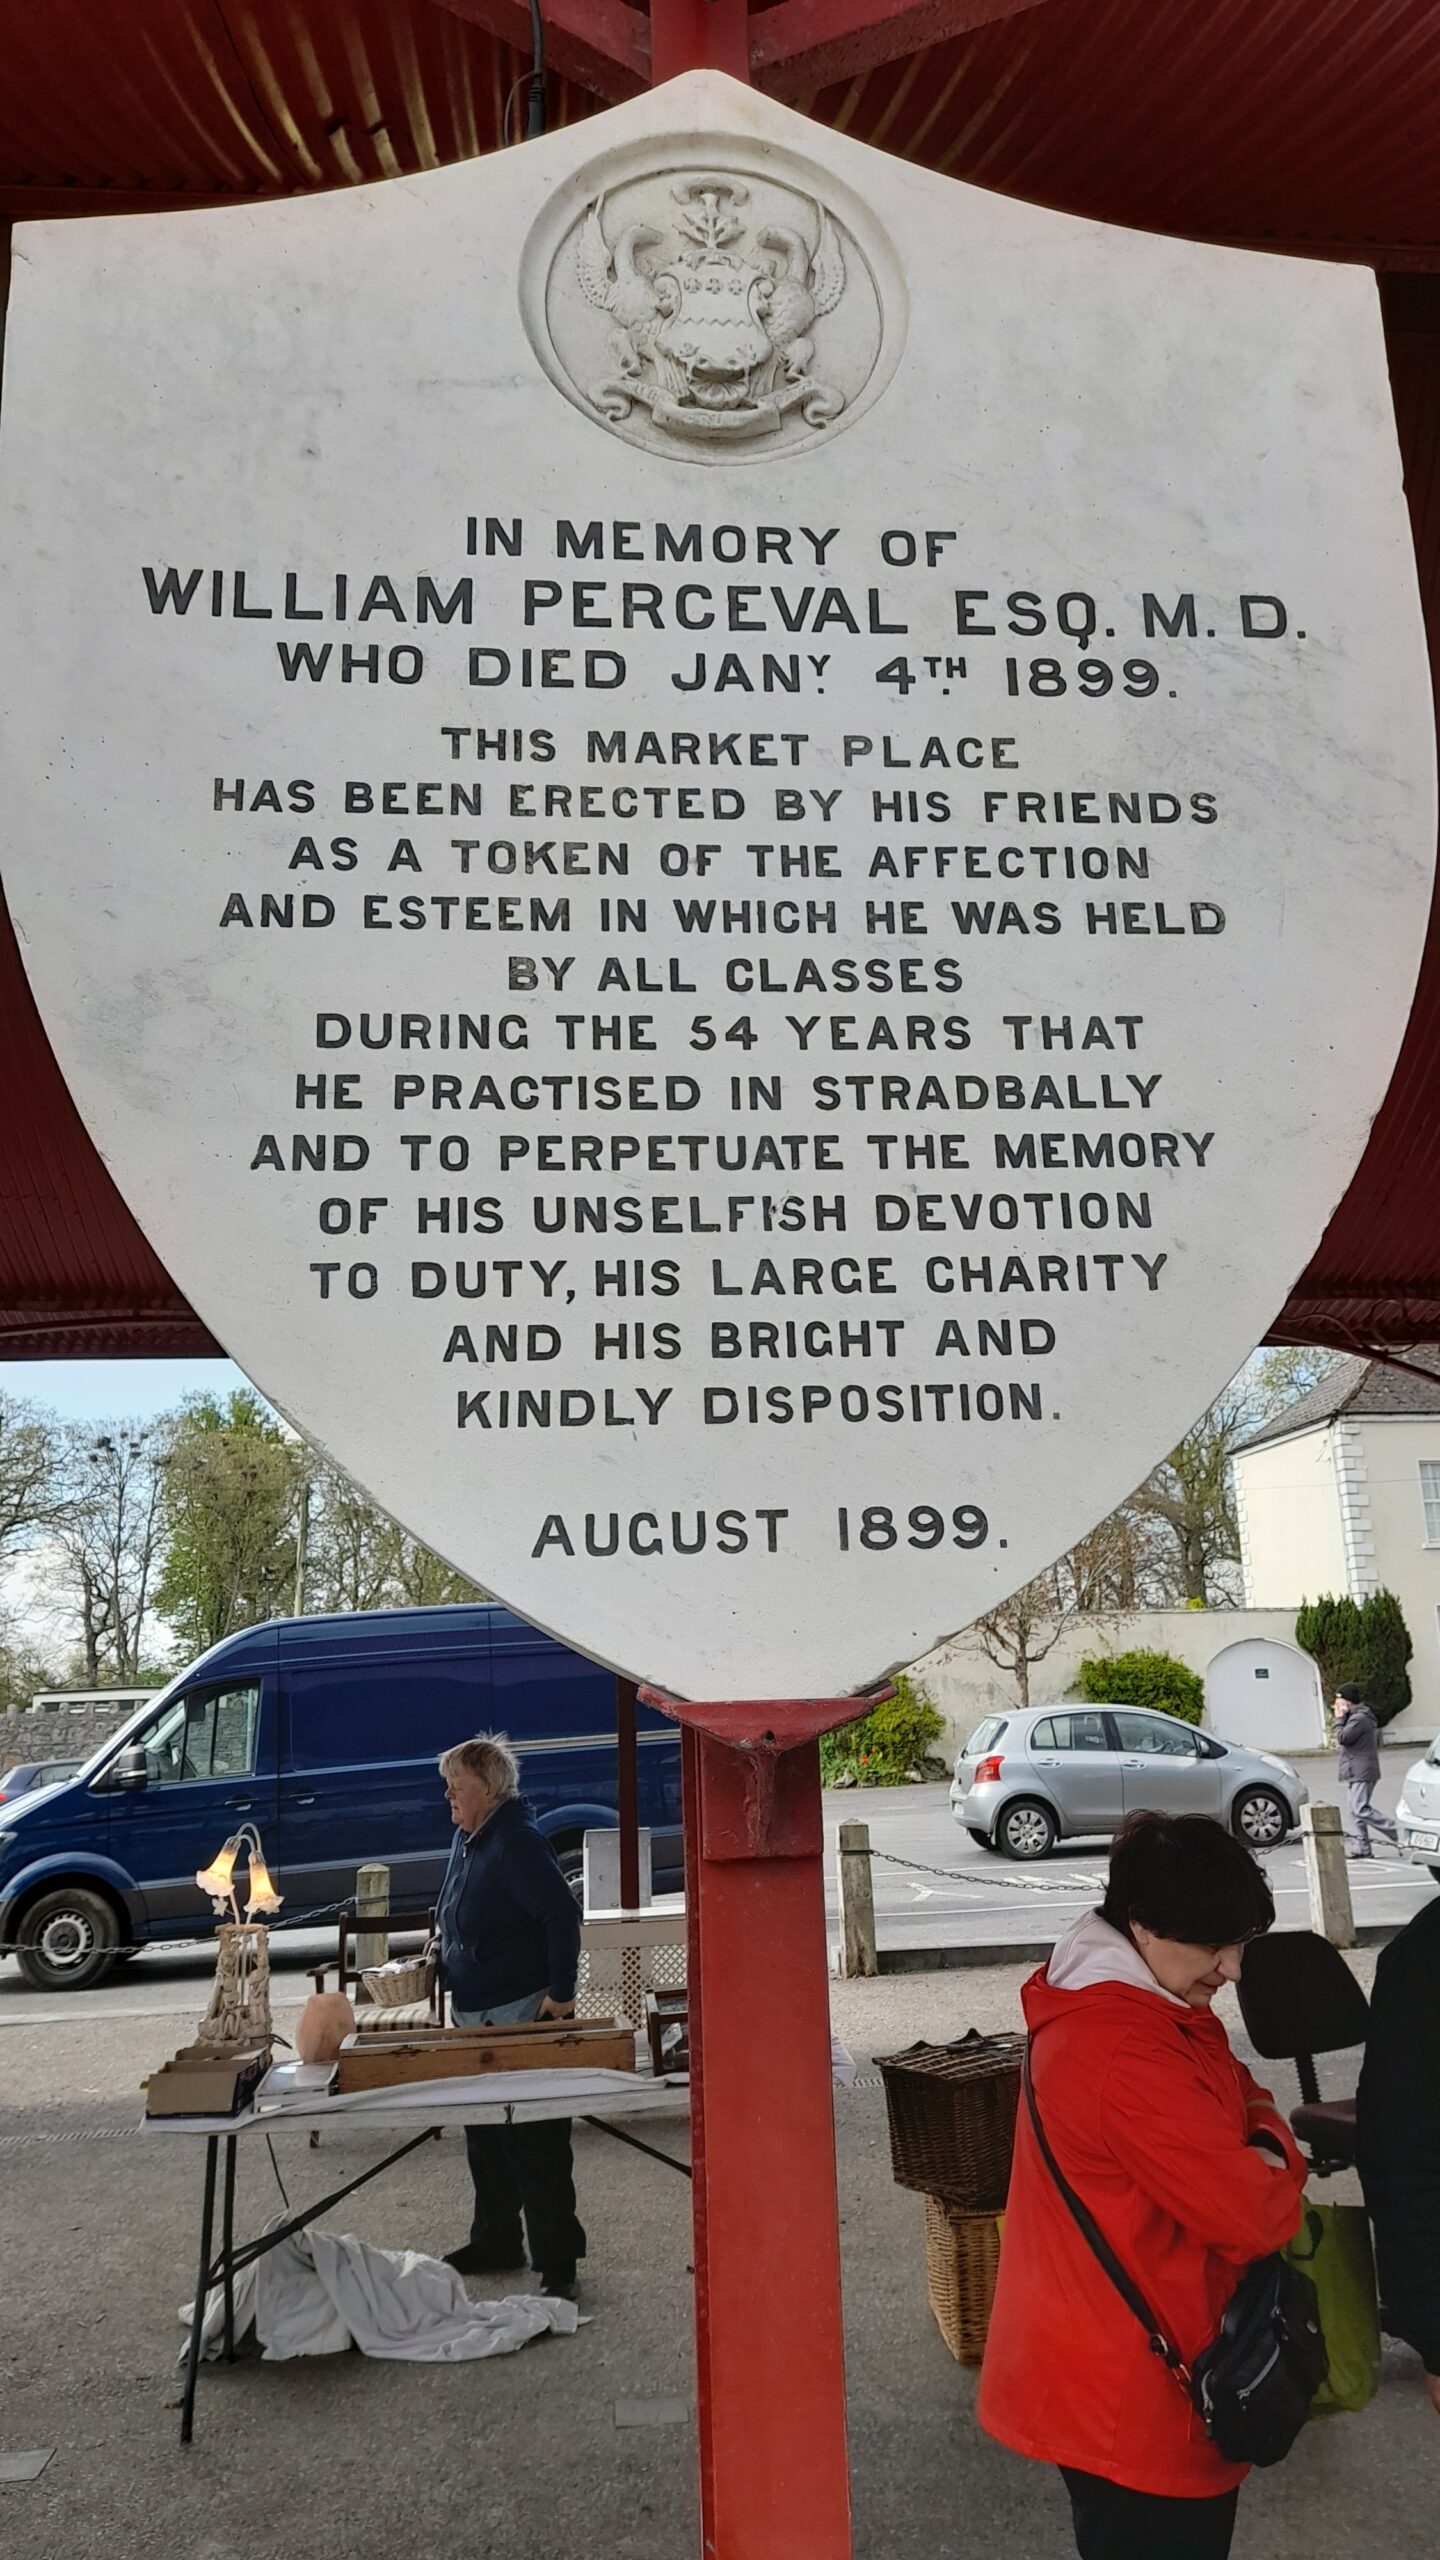 IN MEMORY OF
WILLIAM PERCEVAL ESQ. M. D.
WHO DIED JANY. 4TH. 1899.
THIS MARKET PLACE
HAS BEEN ERECTED BY HIS FRIENDS
AS A TOKEN OF THE AFFECTION
AND ESTEEM IN WHICH HE WAS HELD
BY ALL CLASSES
DURING THE 54 YEARS THAT
HE PRACTISED IN STRADBALLY
AND TO PERPETUATE THE MEMORY
OF HIS UNSELFISH DEVOTION
TO DUTY, HIS LARGE CHARITY
AND HIS BRIGHT AND
KINDLY DISPOSITION.
AUGUST 1899.